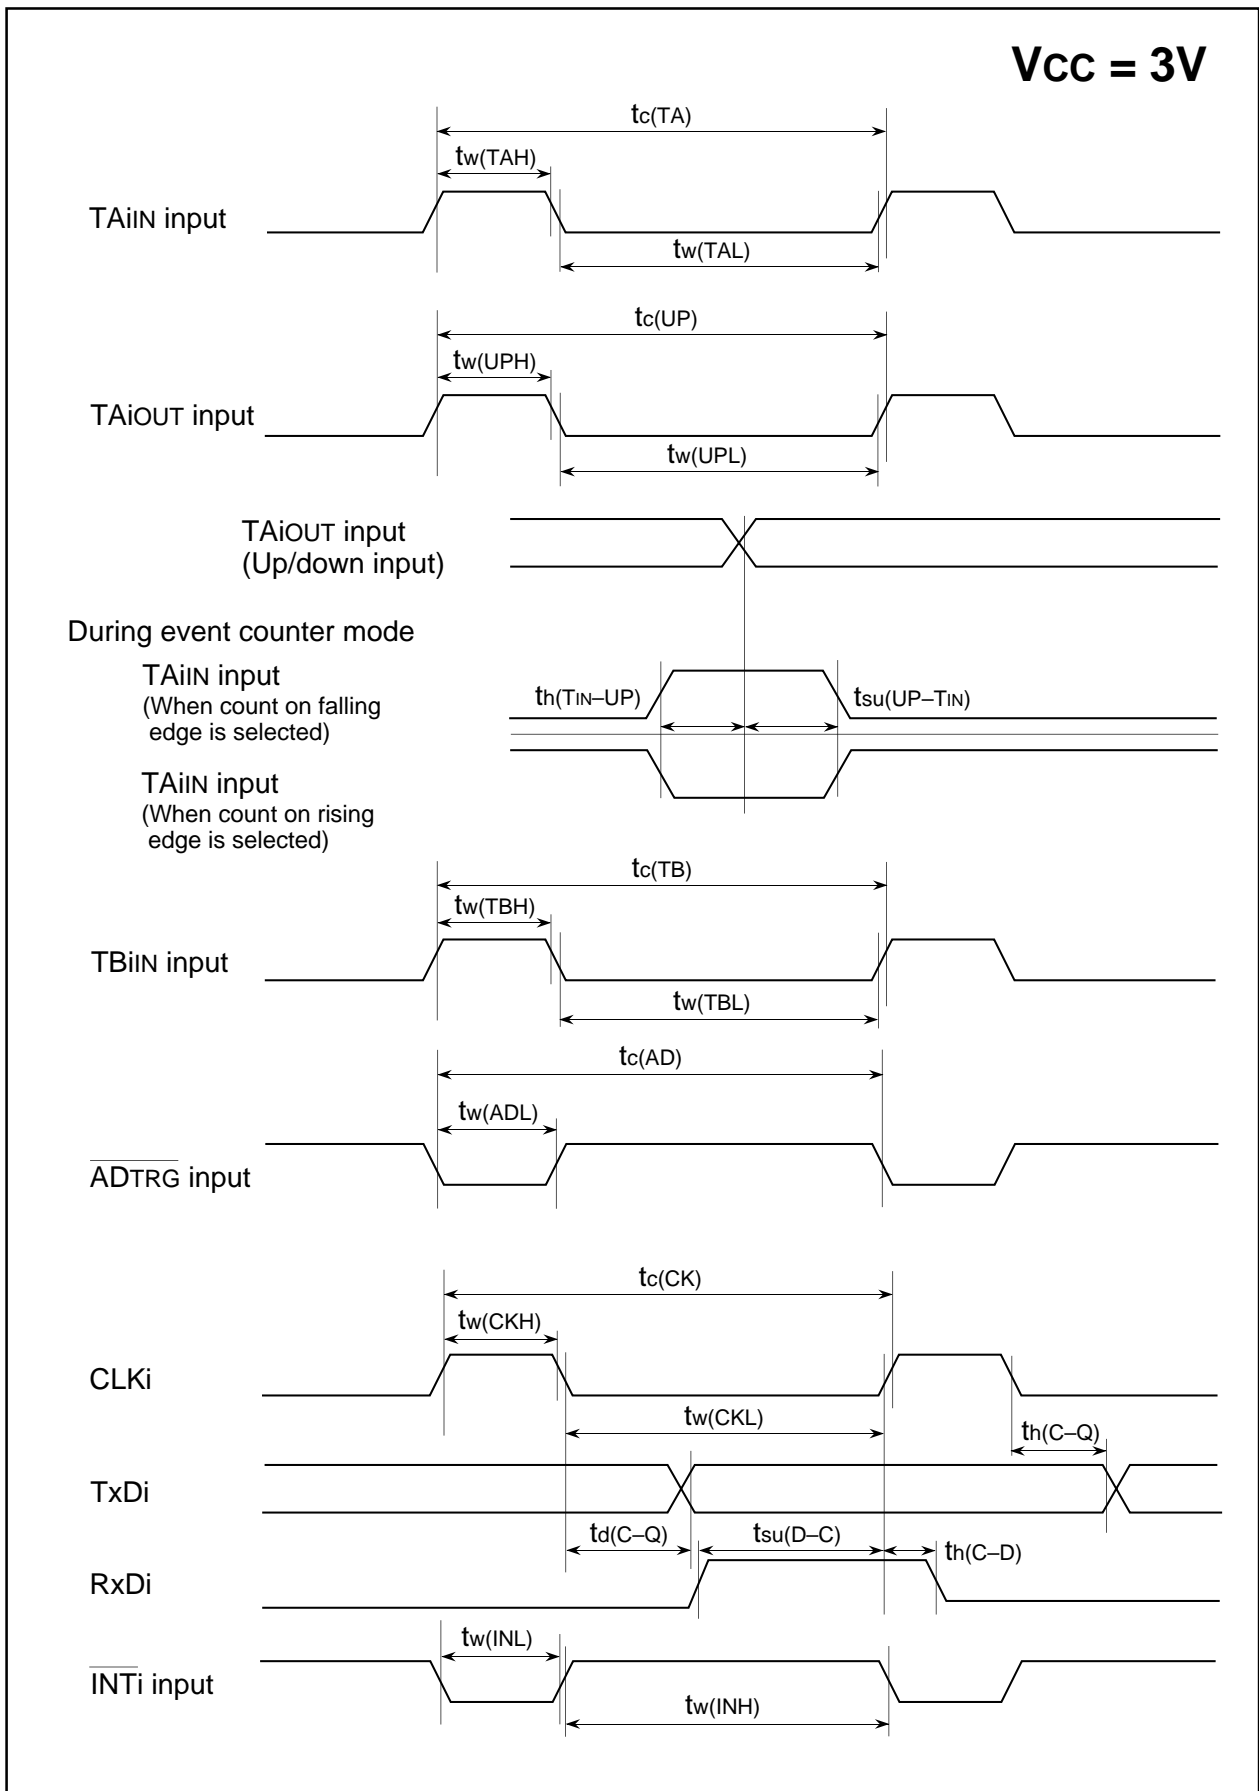 VCC = 3V
tc(TA)
tw(TAH)
TAiIN input
tw(TAL)
tc(UP)
tw(UPH)
TAiOUT input
tw(UPL)
TAiOUT input
(Up/down input)
During event counter mode
TAiIN input
(When count on falling
edge is selected)
th(TIN–UP)
tsu(UP–TIN)
TAiIN input
(When count on rising
edge is selected)
tc(TB)
tw(TBH)
TBiIN input
tw(TBL)
tc(AD)
tw(ADL)
ADTRG input
tc(CK)
tw(CKH)
CLKi
tw(CKL)
th(C–Q)
TxDi
td(C–Q)
tsu(D–C)
th(C–D)
RxDi
tw(INL)
INTi input
tw(INH)